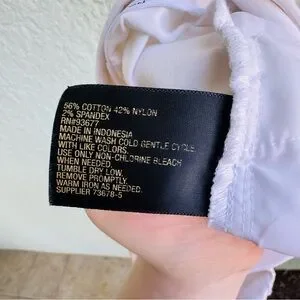 56% COTTON 42% NYLON
2% SPANDEX
RN#93677
MADE IN INDONESIA
MACHINE WASH COLD GENTLE CYCLE
WITH LIKE COLORS.
USE ONLY NON-CHLORINE BLEACH
WHEN NEEDED.
TUMBLE DRY LOW.
REMOVE PROMPTLY.
WARM IRON AS NEEDED.
SUPPLIER 73678-5